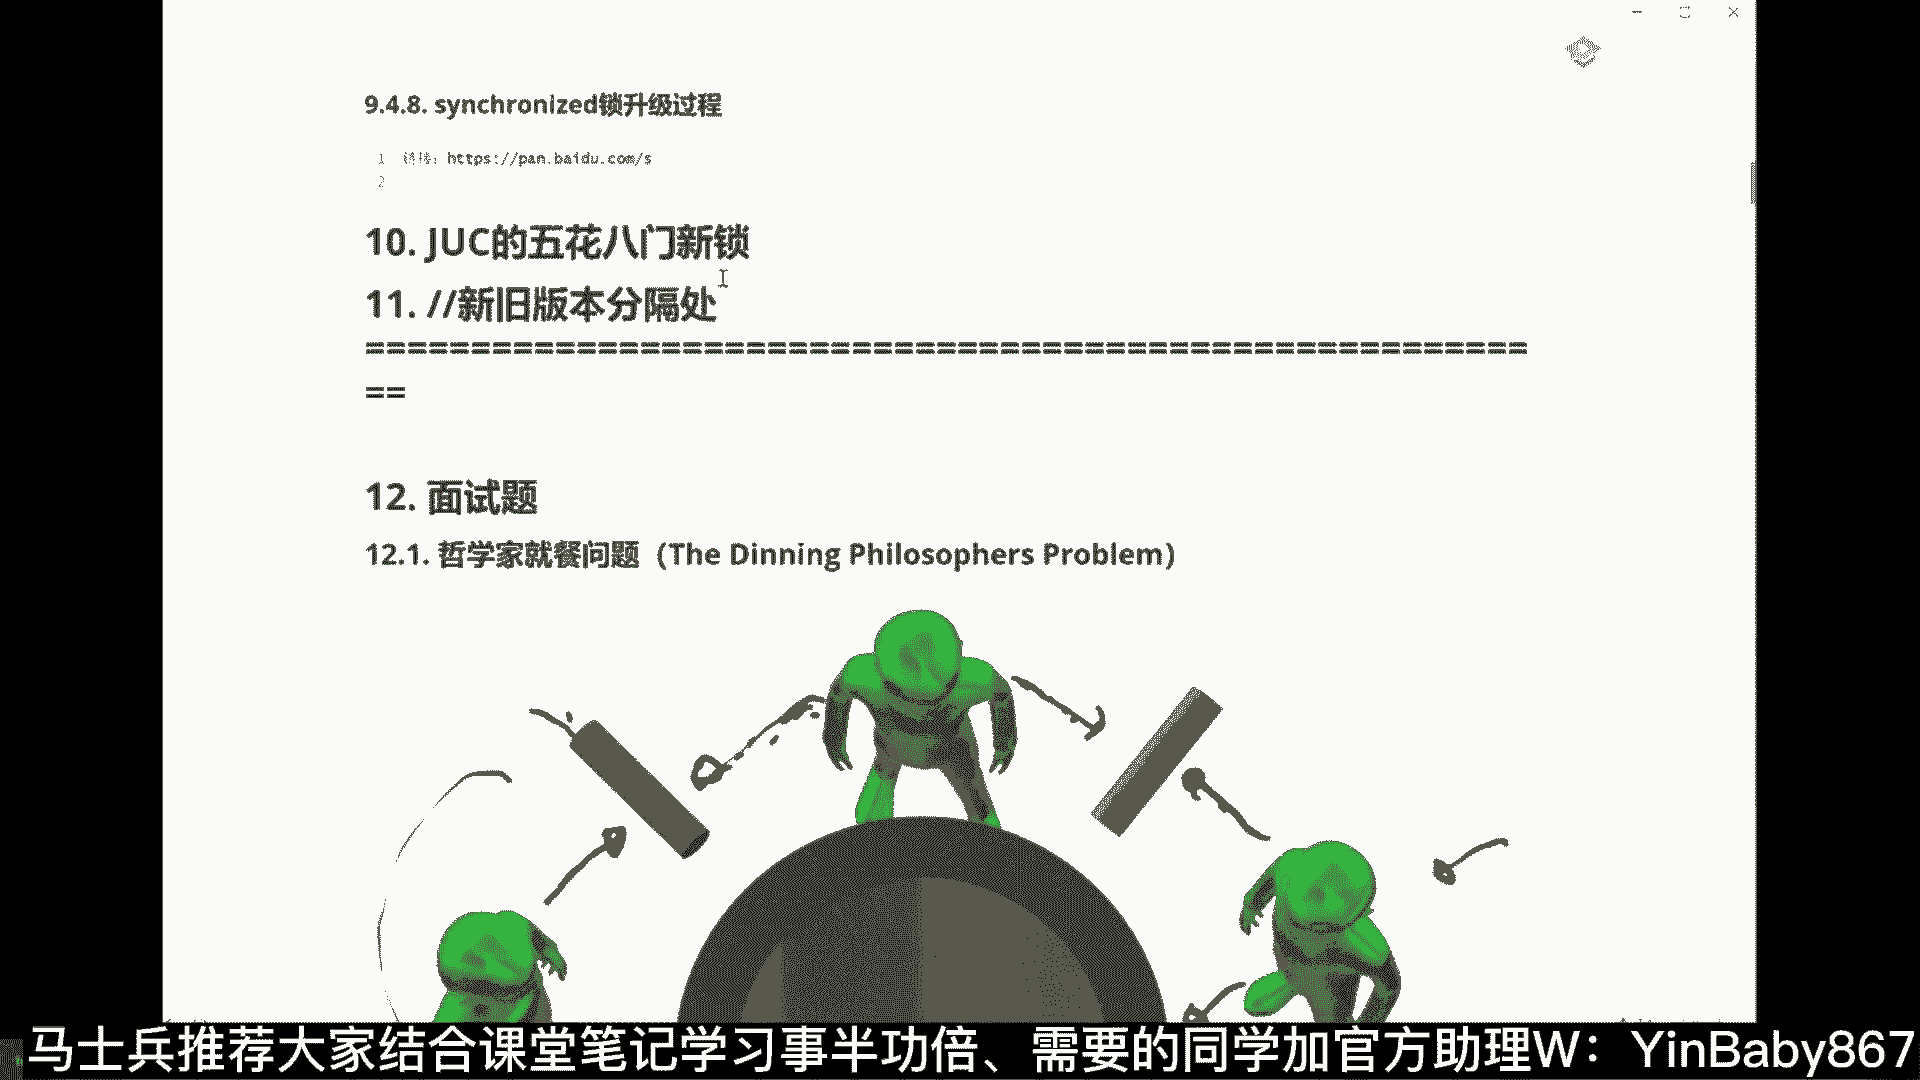 9.4.8. synchronized锁升级过程
1 链接：https://pan.baidu.com/s
2
10. JUC的五花八门新锁
11. //新旧版本分隔处
=======================================================
==
12. 面试题
12.1. 哲学家就餐问题（The Dinning Philosophers Problem）
马士兵推荐大家结合课堂笔记学习事半功倍、需要的同学加官方助理W：YinBaby867